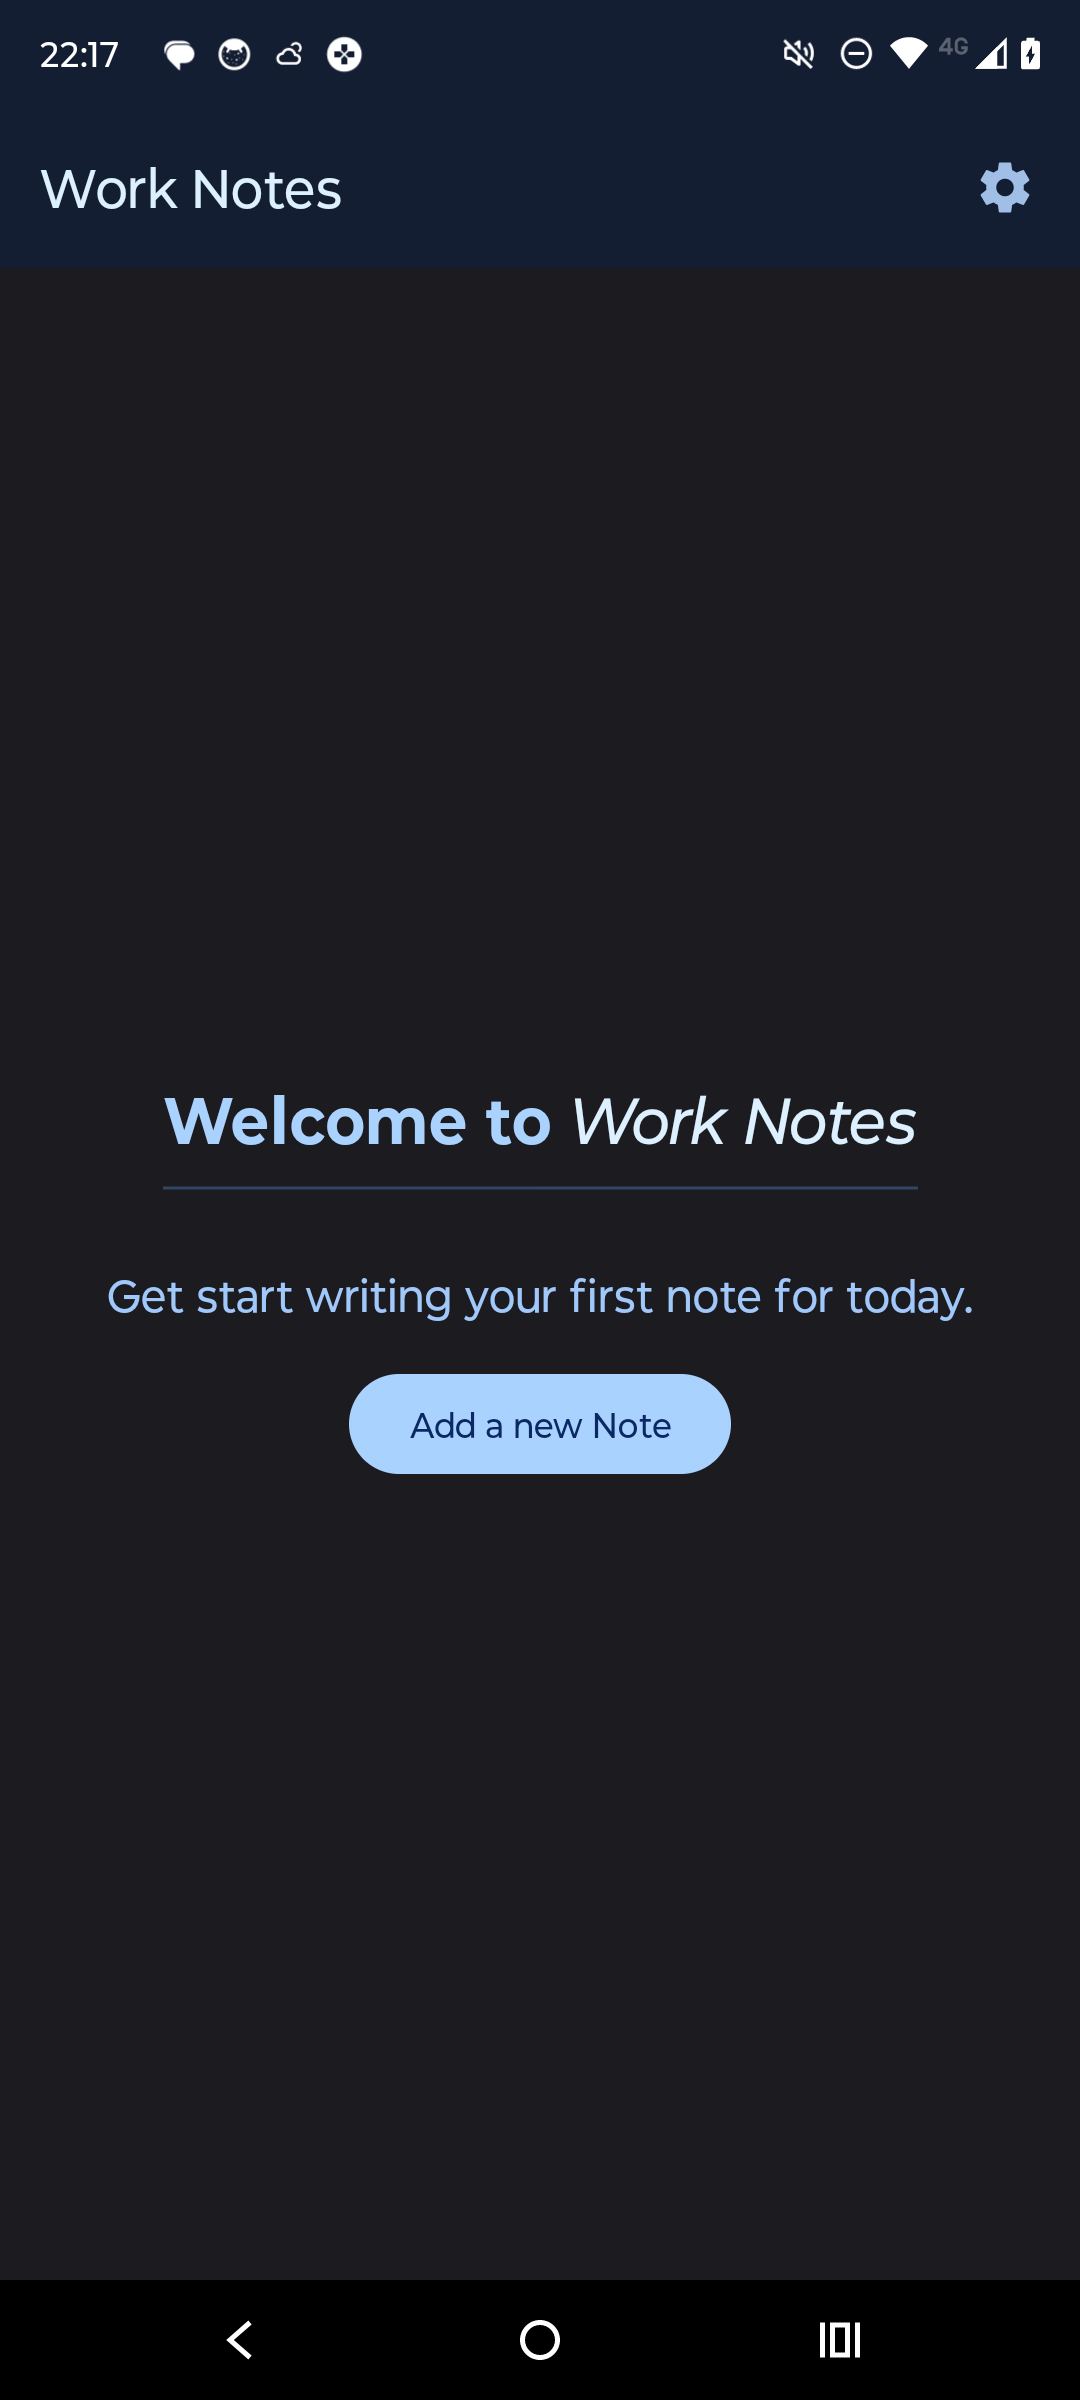 22:17
4G
Work Notes
Welcome to Work Notes
Get start writing your first note for today.
Add a new Note